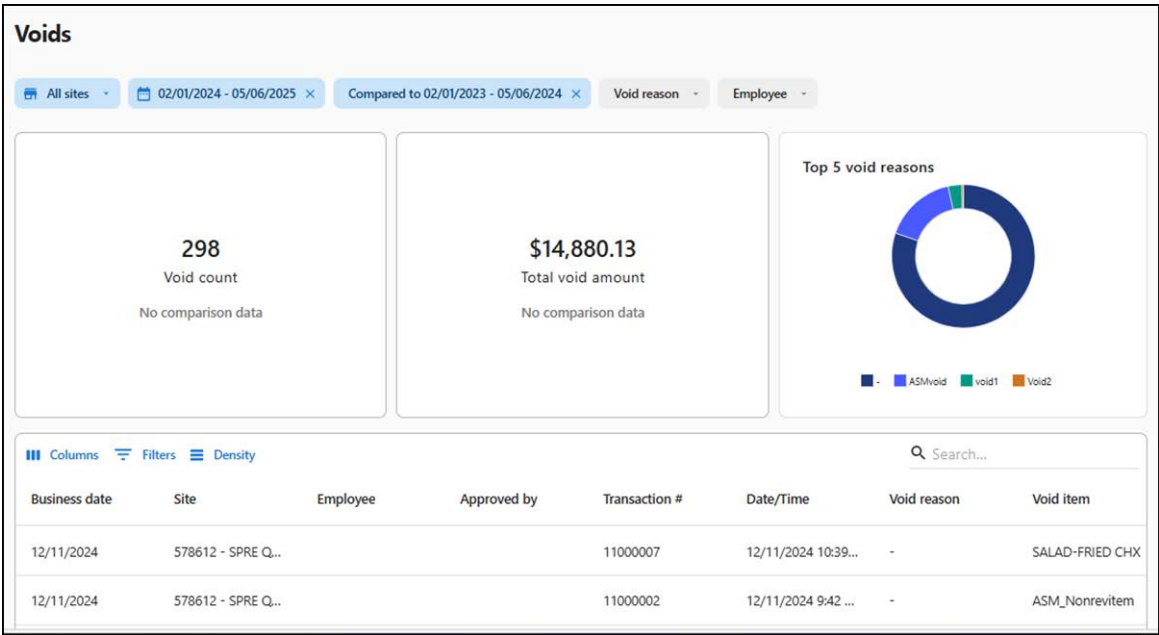 Voids
All sites 02/01/2024 - 05/06/2025 × Compared to 02/01/2023 - 05/06/2024 × Void reason Employee
298
Void count
No comparison data
$14,880.13
Total void amount
No comparison data
Top 5 void reasons
- ASMvoid void1 Void2
Columns Filters Density Search...
Business date Site Employee Approved by Transaction # Date/Time Void reason Void item
12/11/2024 578612 - SPRE Q... 11000007 12/11/2024 10:39... - SALAD-FRIED CHX
12/11/2024 578612 - SPRE Q... 11000002 12/11/2024 9:42 ... - ASM_Nonrevitem